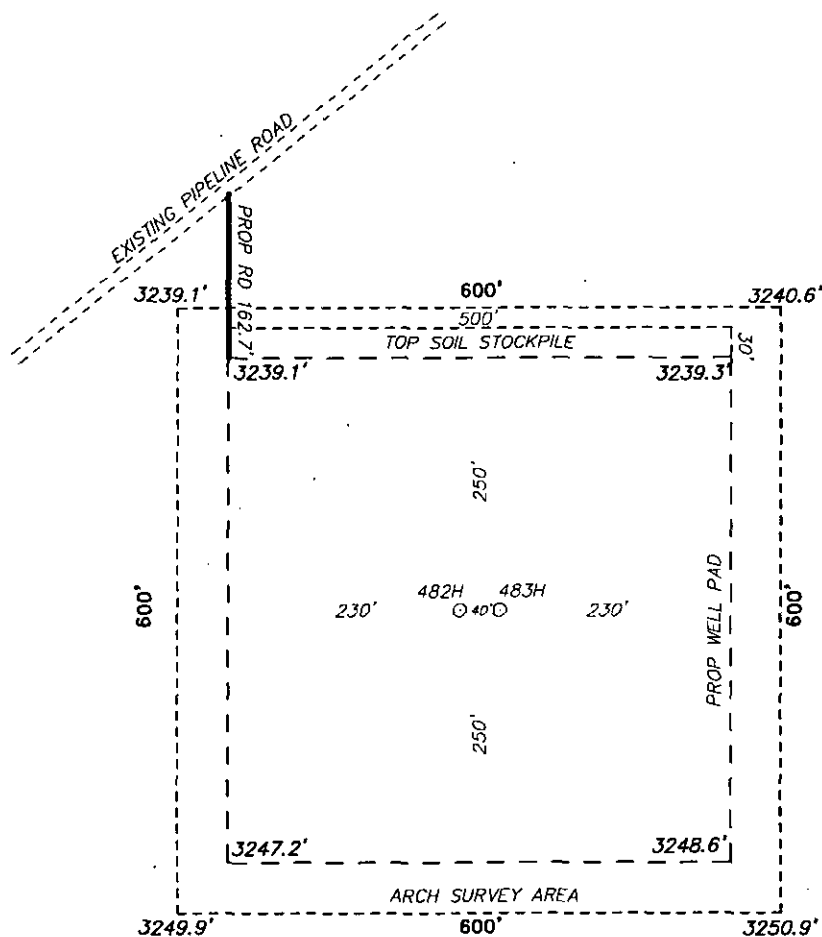 EXISTING PIPELINE ROAD
PROP RD 162.7'
3239.1'
600'
3240.6'
500'
TOP SOIL STOCKPILE
30'
3239.1'
3239.3'
250'
600'
482H
483H
230'
40'
230'
PROP WELL PAD
600'
250'
3247.2'
3248.6'
ARCH SURVEY AREA
3249.9'
600'
3250.9'